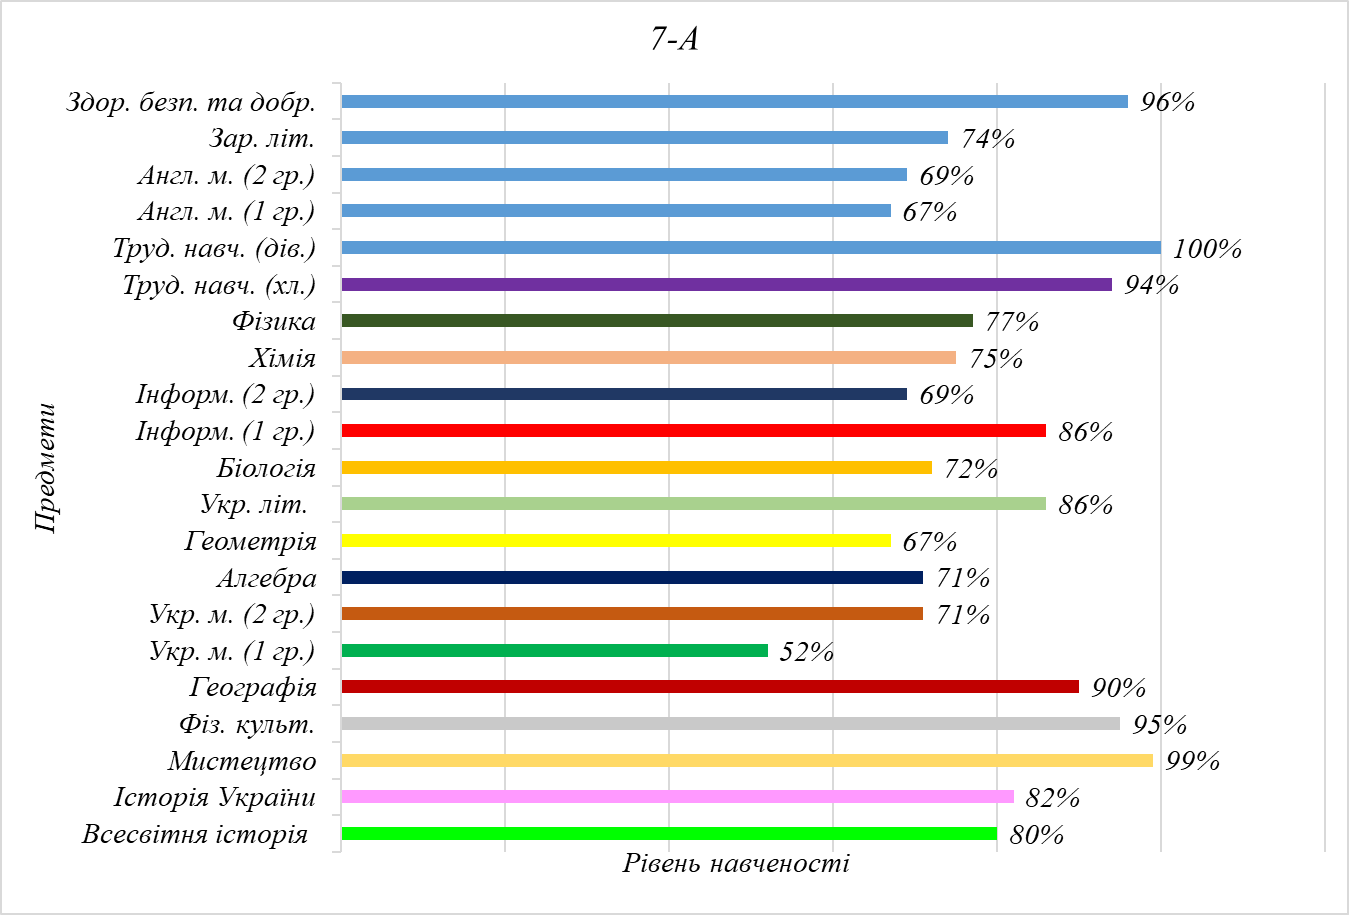 7-А
Здор. безп. та добр. 96%
Зар. літ. 74%
Англ. м. (2 гр.) 69%
Англ. м. (1 гр.) 67%
Труд. навч. (дів.) 100%
Труд. навч. (хл.) 94%
Фізика 77%
Хімія 75%
Інформ. (2 гр.) 69%
Інформ. (1 гр.) 86%
Біологія 72%
Укр. літ. 86%
Геометрія 67%
Алгебра 71%
Укр. м. (2 гр.) 71%
Укр. м. (1 гр.) 52%
Географія 90%
Фіз. культ. 95%
Мистецтво 99%
Історія України 82%
Всесвітня історія 80%
Предмети
Рівень навченості